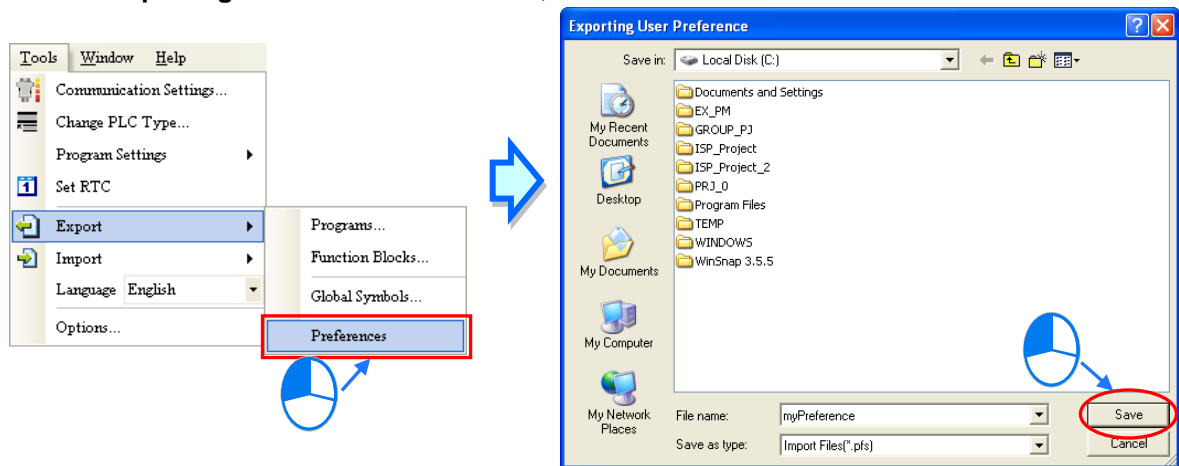 Exporting User Preference
Tools Window Help
Communication Settings...
Change PLC Type...
Program Settings
1 Set RTC
Export
Import
Language English
Options...
Programs...
Function Blocks...
Global Symbols...
Preferences
Save in: Local Disk (C:)
My Recent
Documents
Desktop
My Documents
My Computer
My Network
Places
Documents and Settings
EX_PM
GROUP_PJ
ISP_Project
ISP_Project_2
PRJ_0
Program Files
TEMP
WINDOWS
WinSnap 3.5.5
File name: myPreference Save
Save as type: Import Files(*.pfs) Cancel